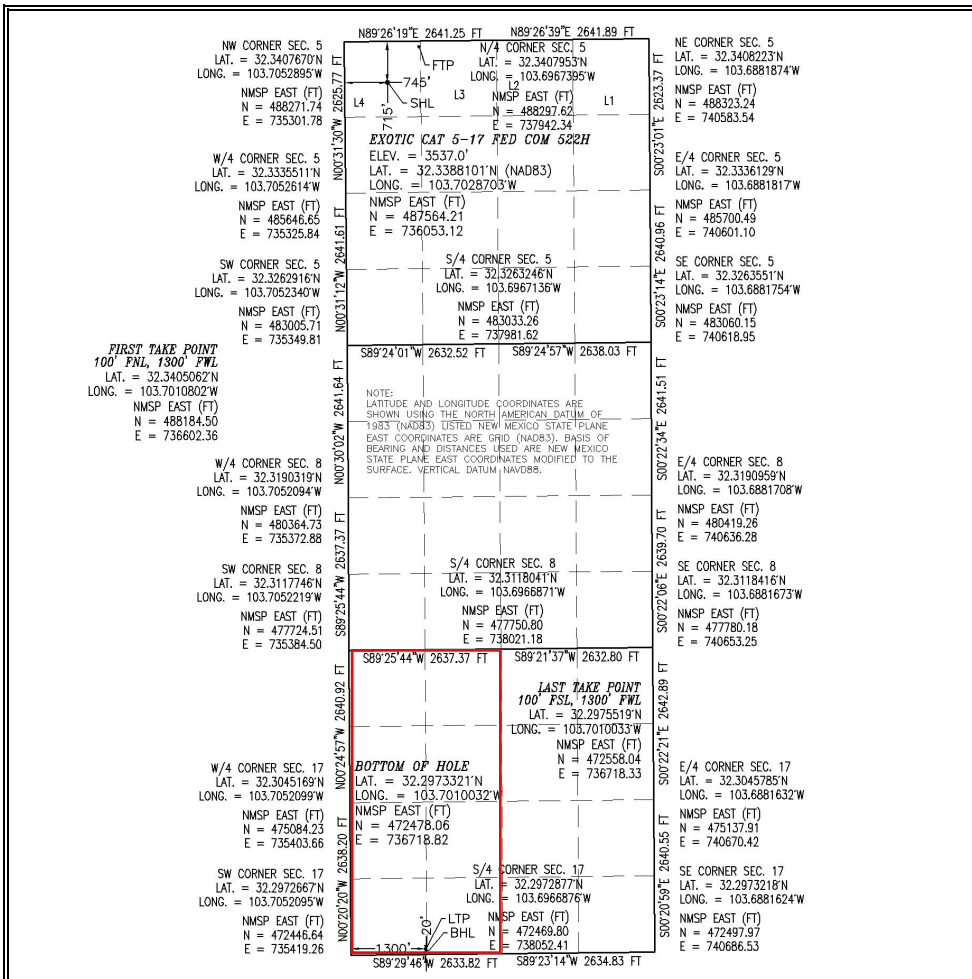 N89°26'19"E 2641.25 FT
N89°26'39"E 2641.89 FT
NW CORNER SEC. 5
LAT. = 32.3407670°N
LONG. = 103.7052895°W
NMSP EAST (FT)
N = 488271.74
E = 735301.78
N/4 CORNER SEC. 5
LAT. = 32.3407953°N
LONG. = 103.6967395°W
NMSP EAST (FT)
N = 488297.62
E = 737942.34
NE CORNER SEC. 5
LAT. = 32.3408223°N
LONG. = 103.6881874°W
NMSP EAST (FT)
N = 488323.24
E = 740583.54
FTP
745'
SHL
715'
L4
L3
L2
L1
N00°31'30"W 2625.77 FT
S00°23'01"E 2623.37 FT
EXOTIC CAT 5-17 FED COM 522H
ELEV. = 3537.0'
LAT. = 32.3388101°N (NAD83)
LONG. = 103.7028703°W
NMSP EAST (FT)
N = 487564.21
E = 736053.12
W/4 CORNER SEC. 5
LAT. = 32.3335511°N
LONG. = 103.7052614°W
NMSP EAST (FT)
N = 485646.65
E = 735325.84
E/4 CORNER SEC. 5
LAT. = 32.3336129°N
LONG. = 103.6881817°W
NMSP EAST (FT)
N = 485700.49
E = 740601.10
N00°31'12"W 2641.61 FT
S00°23'14"E 2640.96 FT
SW CORNER SEC. 5
LAT. = 32.3262916°N
LONG. = 103.7052340°W
NMSP EAST (FT)
N = 483005.71
E = 735349.81
S/4 CORNER SEC. 5
LAT. = 32.3263246°N
LONG. = 103.6967136°W
NMSP EAST (FT)
N = 483033.26
E = 737981.62
SE CORNER SEC. 5
LAT. = 32.3263551°N
LONG. = 103.6881754°W
NMSP EAST (FT)
N = 483060.15
E = 740618.95
S89°24'01"W 2632.52 FT
S89°24'57"W 2638.03 FT
FIRST TAKE POINT
100' FNL, 1300' FWL
LAT. = 32.3405062°N
LONG. = 103.7010802°W
NMSP EAST (FT)
N = 488184.50
E = 736602.36
N00°30'02"W 2641.64 FT
S00°22'34"E 2641.51 FT
NOTE:
LATITUDE AND LONGITUDE COORDINATES ARE
SHOWN USING THE NORTH AMERICAN DATUM OF
1983 (NAD83) LISTED NEW MEXICO STATE PLANE
EAST COORDINATES ARE GRID (NAD83). BASIS OF
BEARING AND DISTANCES USED ARE NEW MEXICO
STATE PLANE EAST COORDINATES MODIFIED TO THE
SURFACE. VERTICAL DATUM NAVD88.
W/4 CORNER SEC. 8
LAT. = 32.3190319°N
LONG. = 103.7052094°W
NMSP EAST (FT)
N = 480364.73
E = 735372.88
E/4 CORNER SEC. 8
LAT. = 32.3190959°N
LONG. = 103.6881708°W
NMSP EAST (FT)
N = 480419.26
E = 740636.28
S89°25'44"W 2637.37 FT
S00°22'06"E 2639.70 FT
SW CORNER SEC. 8
LAT. = 32.3117746°N
LONG. = 103.7052219°W
NMSP EAST (FT)
N = 477724.51
E = 735384.50
S/4 CORNER SEC. 8
LAT. = 32.3118041°N
LONG. = 103.6966871°W
NMSP EAST (FT)
N = 477750.80
E = 738021.18
SE CORNER SEC. 8
LAT. = 32.3118416°N
LONG. = 103.6881673°W
NMSP EAST (FT)
N = 477780.18
E = 740653.25
S89°25'44"W 2637.37 FT
S89°21'37"W 2632.80 FT
N00°24'57"W 2640.92 FT
S00°22'21"E 2642.89 FT
LAST TAKE POINT
100' FSL, 1300' FWL
LAT. = 32.2975519°N
LONG. = 103.7010033°W
NMSP EAST (FT)
N = 472558.04
E = 736718.33
W/4 CORNER SEC. 17
LAT. = 32.3045169°N
LONG. = 103.7052099°W
NMSP EAST (FT)
N = 475084.23
E = 735403.66
BOTTOM OF HOLE
LAT. = 32.2973321°N
LONG. = 103.7010032°W
NMSP EAST (FT)
N = 472478.06
E = 736718.82
E/4 CORNER SEC. 17
LAT. = 32.3045785°N
LONG. = 103.6881632°W
NMSP EAST (FT)
N = 475137.91
E = 740670.42
N00°20'20"W 2638.20 FT
S00°20'59"E 2640.55 FT
SW CORNER SEC. 17
LAT. = 32.2972667°N
LONG. = 103.7052095°W
NMSP EAST (FT)
N = 472446.64
E = 735419.26
S/4 CORNER SEC. 17
LAT. = 32.2972877°N
LONG. = 103.6966876°W
NMSP EAST (FT)
N = 472469.80
E = 738052.41
SE CORNER SEC. 17
LAT. = 32.2973218°N
LONG. = 103.6881624°W
NMSP EAST (FT)
N = 472497.97
E = 740686.53
20'
LTP
BHL
1300'
S89°29'46"W 2633.82 FT
S89°23'14"W 2634.83 FT